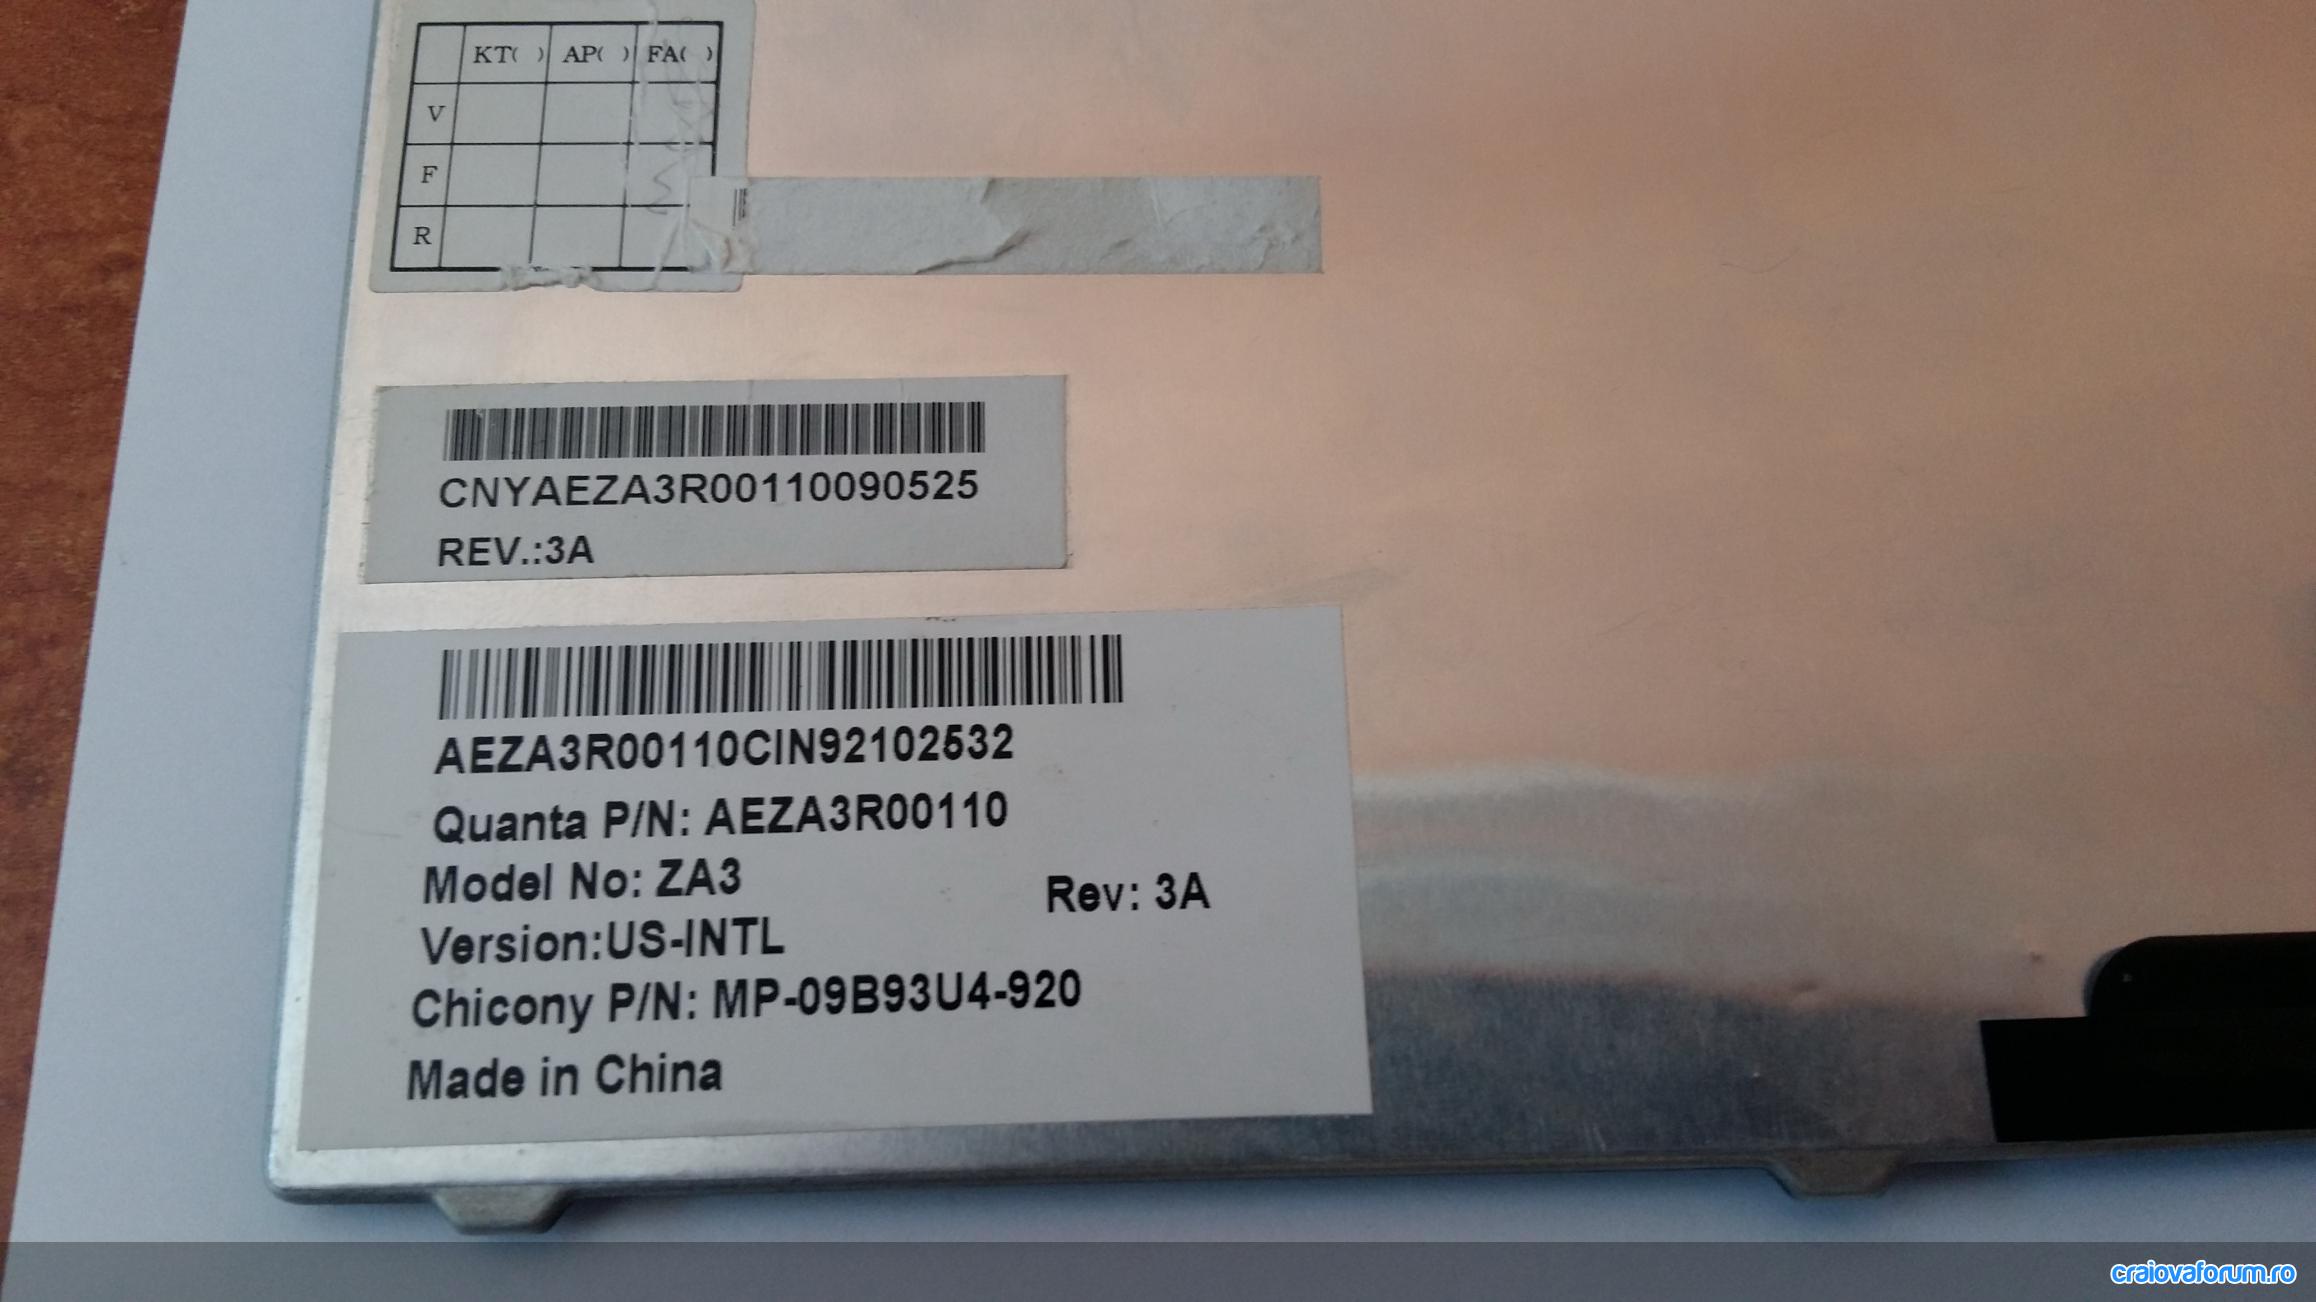 KT( ) AP( ) FA( )
V
F
R
CNYAEZA3R00110090525
REV.:3A
AEZA3R00110CIN92102532
Quanta P/N: AEZA3R00110
Model No: ZA3
Rev: 3A
Version:US-INTL
Chicony P/N: MP-09B93U4-920
Made in China
craiovaforum.ro